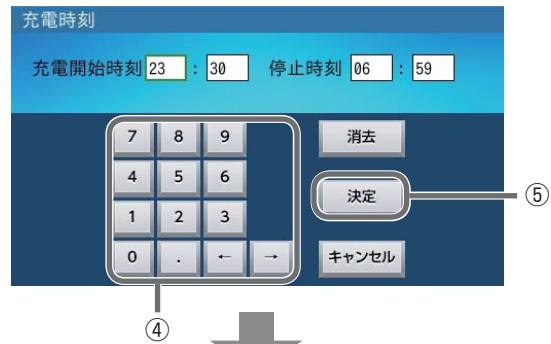 充電時刻
充電開始時刻 23 : 30 停止時刻 06 : 59
7 8 9 消去
4 5 6 決定 ⑤
1 2 3
0 . ← → キャンセル
④